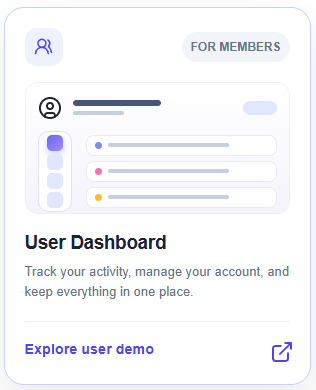 FOR MEMBERS
User Dashboard
Track your activity, manage your account, and
keep everything in one place.
Explore user demo